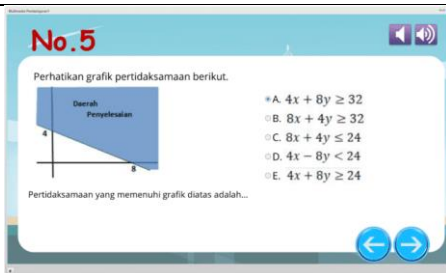 No.5
Perhatikan grafik pertidaksamaan berikut.
Daerah
Penyelesaian
4
8
A. 4x + 8y ≥ 32
B. 8x + 4y ≥ 32
C. 8x + 4y ≤ 24
D. 4x − 8y < 24
E. 4x + 8y ≥ 24
Pertidaksamaan yang memenuhi grafik diatas adalah...